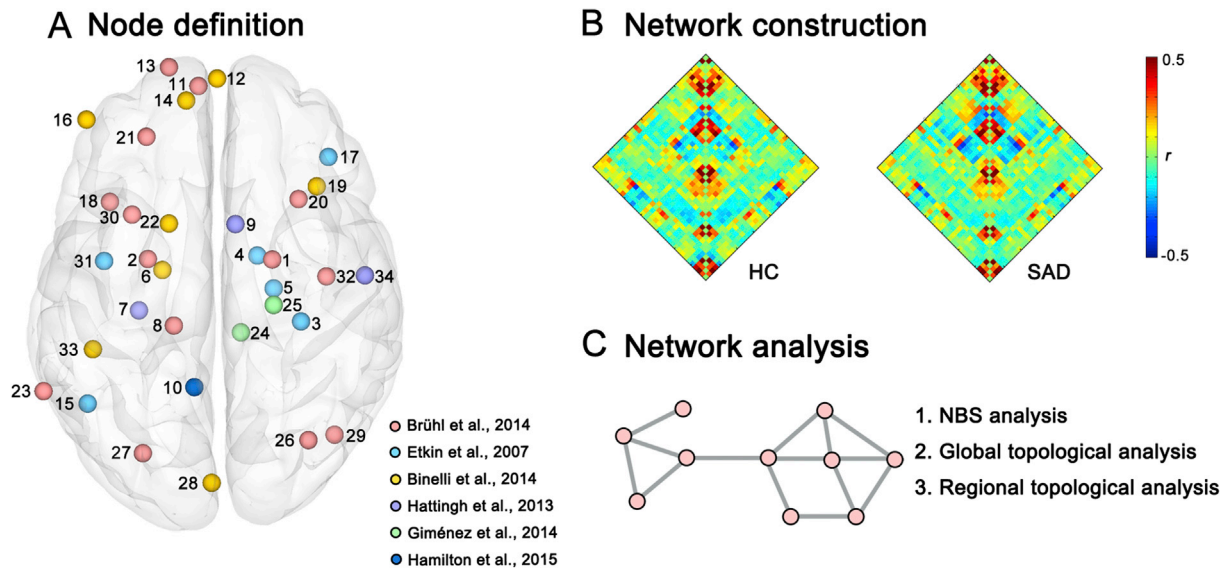 A Node definition
13
11
12
14
16
21
17
19
18
20
30
22
9
4
1
2
31
6
32
34
5
7
25
8
3
24
33
10
23
15
26
29
27
28
Brühl et al., 2014
Etkin et al., 2007
Binelli et al., 2014
Hattingh et al., 2013
Giménez et al., 2014
Hamilton et al., 2015
B Network construction
0.5
r
-0.5
HC
SAD
C Network analysis
1. NBS analysis
2. Global topological analysis
3. Regional topological analysis